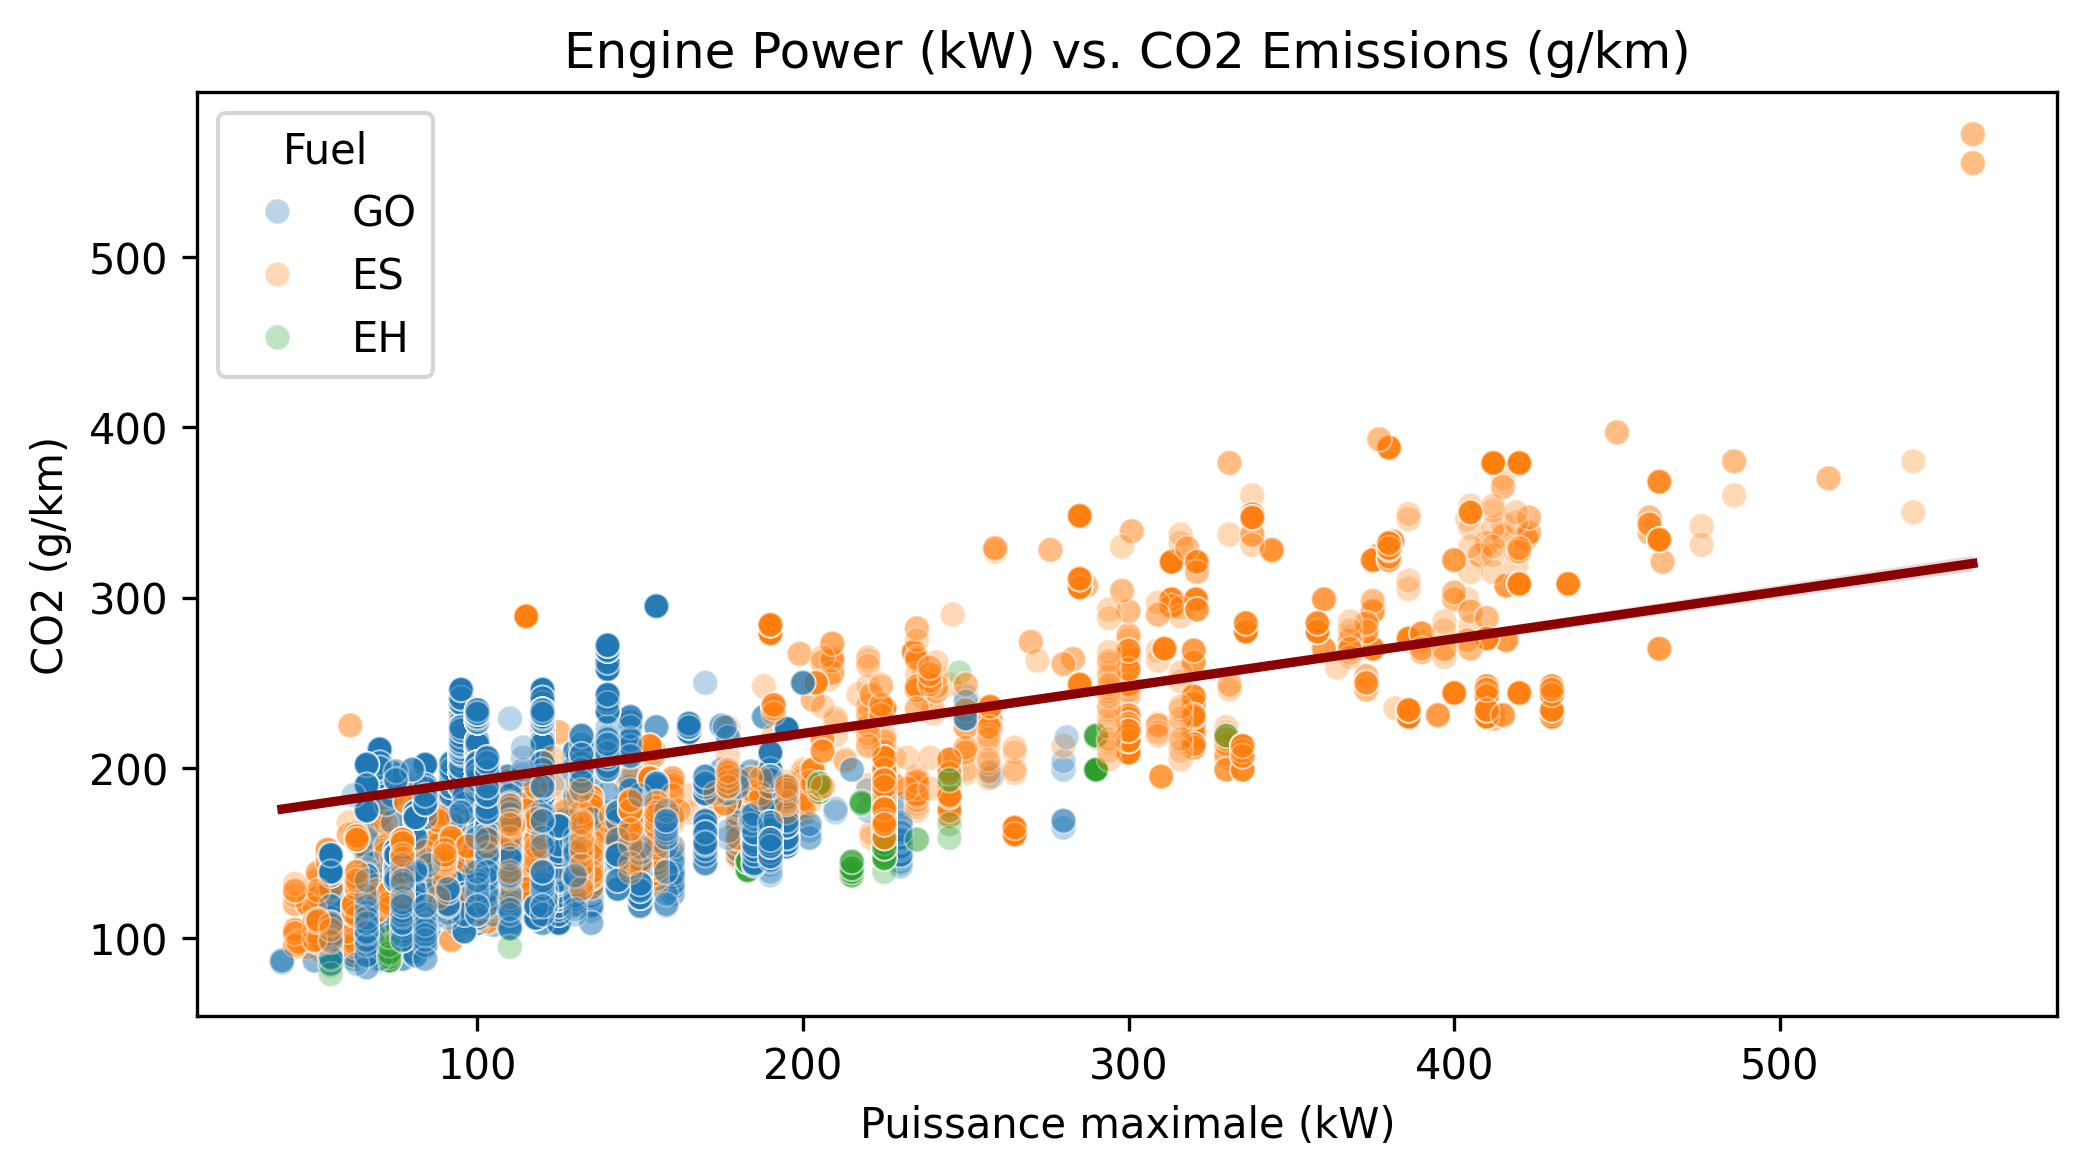 Engine Power (kW) vs. CO2 Emissions (g/km)
Fuel
GO
ES
EH
CO2 (g/km)
500
400
300
200
100
100 200 300 400 500
Puissance maximale (kW)